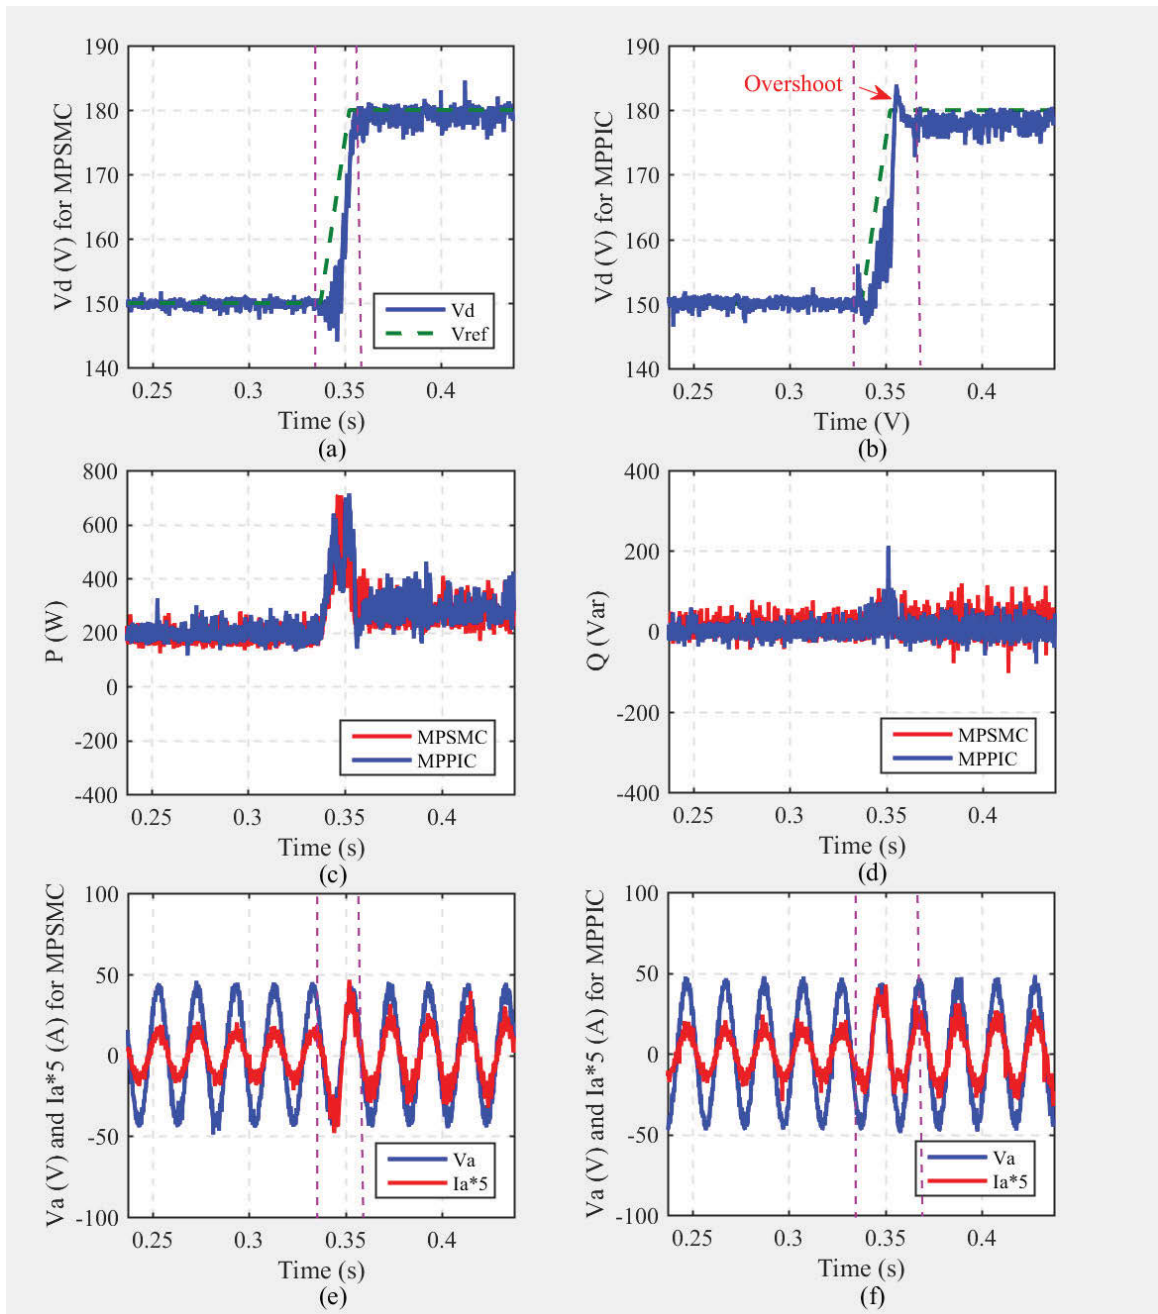 Vd (V) for MPSMC
190
180
170
160
150
140
Vd
Vref
0.25
0.3
0.35
0.4
Time (s)
(a)
Vd (V) for MPPIC
190
180
170
160
150
140
Overshoot
0.25
0.3
0.35
0.4
Time (V)
(b)
P (W)
800
600
400
200
0
-200
-400
MPSMC
MPPIC
0.25
0.3
0.35
0.4
Time (s)
(c)
Q (Var)
400
200
0
-200
-400
MPSMC
MPPIC
0.25
0.3
0.35
0.4
Time (s)
(d)
Va (V) and Ia*5 (A) for MPSMC
100
50
0
-50
-100
Va
Ia*5
0.25
0.3
0.35
0.4
Time (s)
(e)
Va (V) and Ia*5 (A) for MPPIC
100
50
0
-50
-100
Va
Ia*5
0.25
0.3
0.35
0.4
Time (s)
(f)